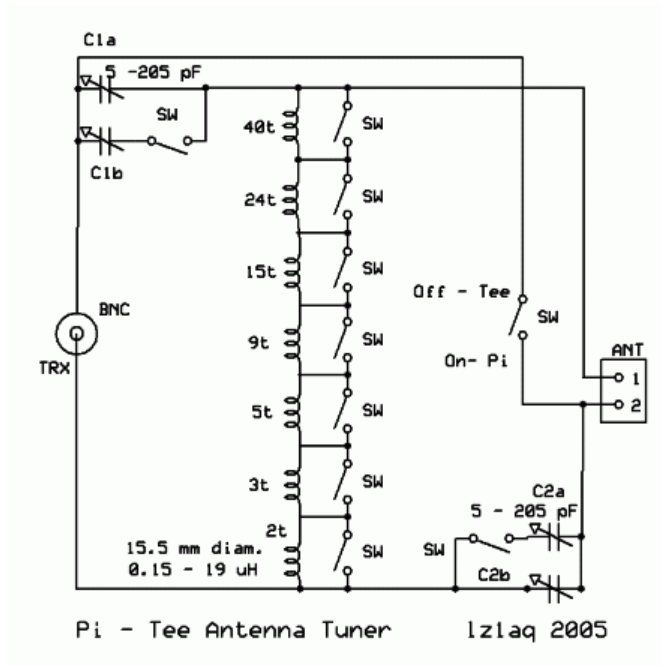 C1a
5 -205 pF
SW
C1b
40t
SW
24t
SW
15t
SW
Off - Tee
SW
BNC
TRX
9t
SW
On- Pi
ANT
1
2
5t
SW
3t
SW
C2a
5 - 205 pF
2t
15.5 mm diam.
0.15 - 19 uH
SW
SW
C2b
Pi - Tee Antenna Tuner
lz1aq 2005